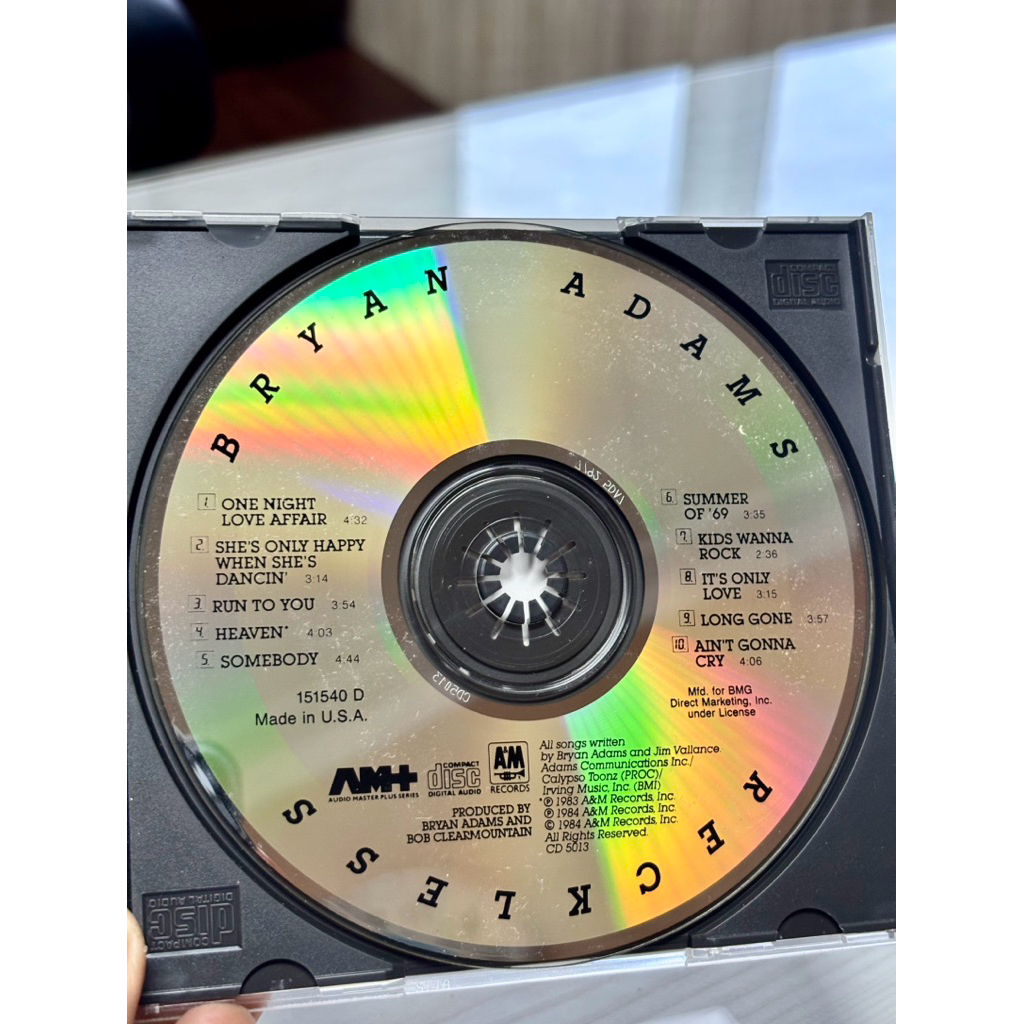 COMPACT
disc
DIGITAL AUDIO
BRYAN ADAMS
1. ONE NIGHT
LOVE AFFAIR 4:32
2. SHE'S ONLY HAPPY
WHEN SHE'S
DANCIN' 3:14
3. RUN TO YOU 3:54
4. HEAVEN* 4:03
5. SOMEBODY 4:44
6. SUMMER
OF '69 3:35
7. KIDS WANNA
ROCK 2:36
8. IT'S ONLY
LOVE 3:15
9. LONG GONE 3:57
10. AIN'T GONNA
CRY 4:06
151540 D
Made in U.S.A.
Mfd. for BMG
Direct Marketing, Inc.
under License
CD5013
AM+
AUDIO MASTER PLUS SERIES
COMPACT
disc
DIGITAL AUDIO
A&M
RECORDS
PRODUCED BY
BRYAN ADAMS AND
BOB CLEARMOUNTAIN
All songs written
by Bryan Adams and Jim Vallance.
Adams Communications Inc./
Calypso Toonz (PROC)/
Irving Music, Inc. (BMI)
*℗ 1983 A&M Records, Inc.
℗ 1984 A&M Records, Inc.
© 1984 A&M Records, Inc.
All Rights Reserved.
CD 5013
RECKLESS
COMPACT
disc
DIGITAL AUDIO